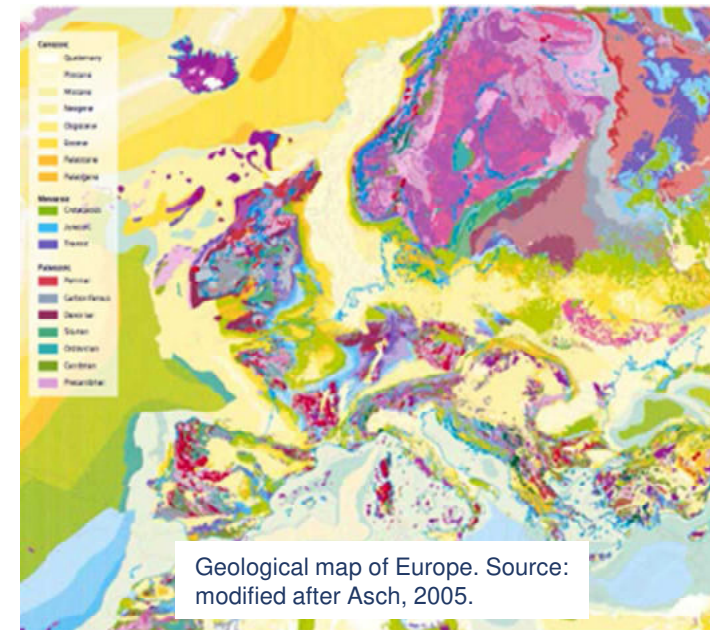 Cenozoic
Quaternary
Pliocene
Miocene
Neogene
Oligocene
Eocene
Paleocene
Paleogene
Mesozoic
Cretaceous
Jurassic
Triassic
Paleozoic
Permian
Carboniferous
Devonian
Silurian
Ordovician
Cambrian
Precambrian
Geological map of Europe. Source:
modified after Asch, 2005.